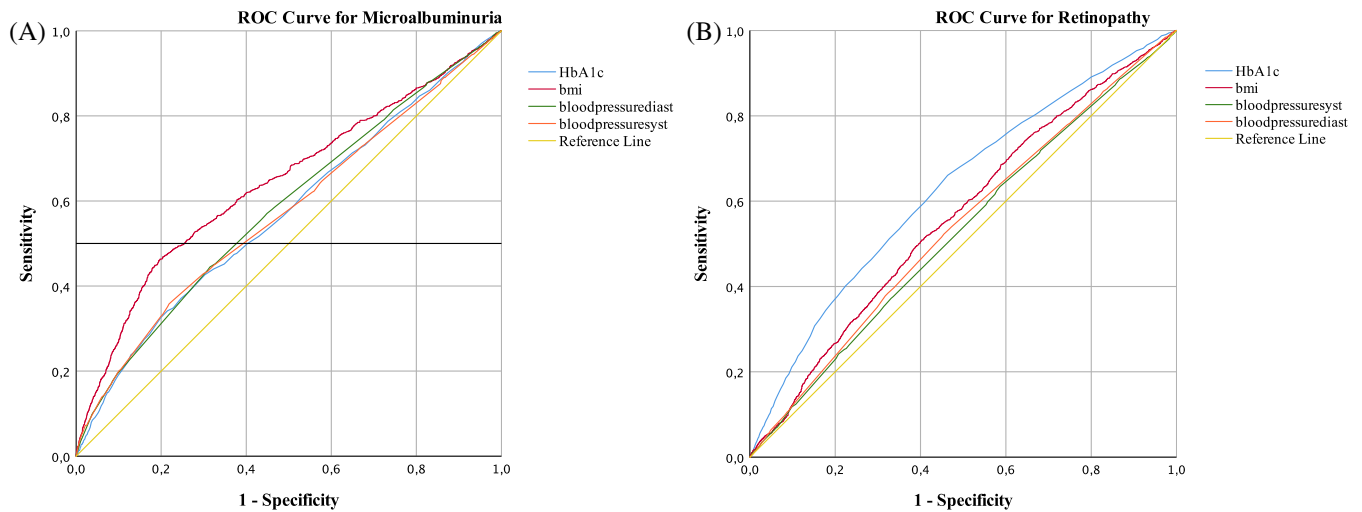 (A)
ROC Curve for Microalbuminuria
1,0
0,8
0,6
0,4
0,2
0,0
Sensitivity
0,0 0,2 0,4 0,6 0,8 1,0
1 - Specificity
HbA1c
bmi
bloodpressurediast
bloodpressuresyst
Reference Line
(B)
ROC Curve for Retinopathy
1,0
0,8
0,6
0,4
0,2
0,0
Sensitivity
0,0 0,2 0,4 0,6 0,8 1,0
1 - Specificity
HbA1c
bmi
bloodpressuresyst
bloodpressurediast
Reference Line